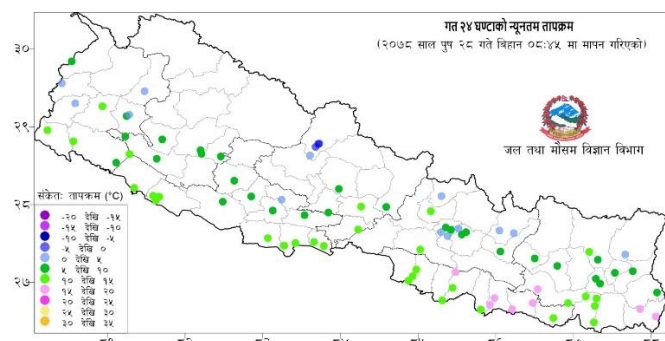 गत २४ घण्टाको न्यूनतम तापक्रम
(२०७८ साल पुष २८ गते बिहान ०८:४५ मा मापन गरिएको)
जल तथा मौसम विज्ञान विभाग
संकेतः तापक्रम (°C)
-२० देखि -१५
-१५ देखि -१०
-१० देखि -५
-५ देखि ०
० देखि ५
५ देखि १०
१० देखि १५
१५ देखि २०
२० देखि २५
२५ देखि ३०
३० देखि ३५
३०
२९